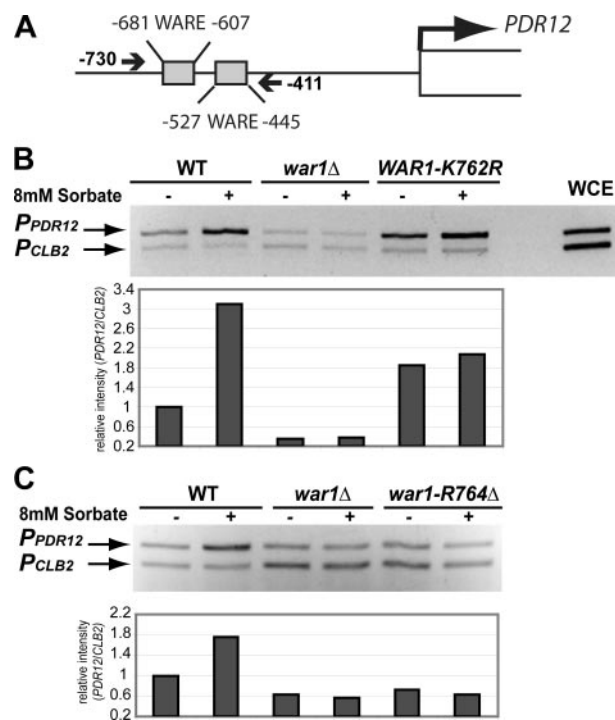 A
-681 WARE -607
PDR12
-730
-411
-527 WARE -445
B
WT war1Δ WAR1-K762R
WCE
8mM Sorbate - + - + - +
PPDR12
PCLB2
relative intensity (PDR12/CLB2)
3.4
3
2.6
2.2
1.8
1.4
1
0.6
0.2
C
WT war1Δ war1-R764Δ
8mM Sorbate - + - + - +
PPDR12
PCLB2
relative intensity
(PDR12/CLB2)
2.2
1.8
1.4
1
0.6
0.2